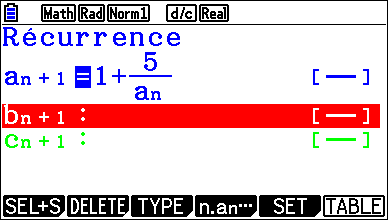 Math Rad Norm1 d/c Real
Récurrence
aₙ₊₁ = 1 + 5/aₙ [ — ]
bₙ₊₁ : [ — ]
cₙ₊₁ : [ — ]
SEL+S DELETE TYPE n.an… SET TABLE